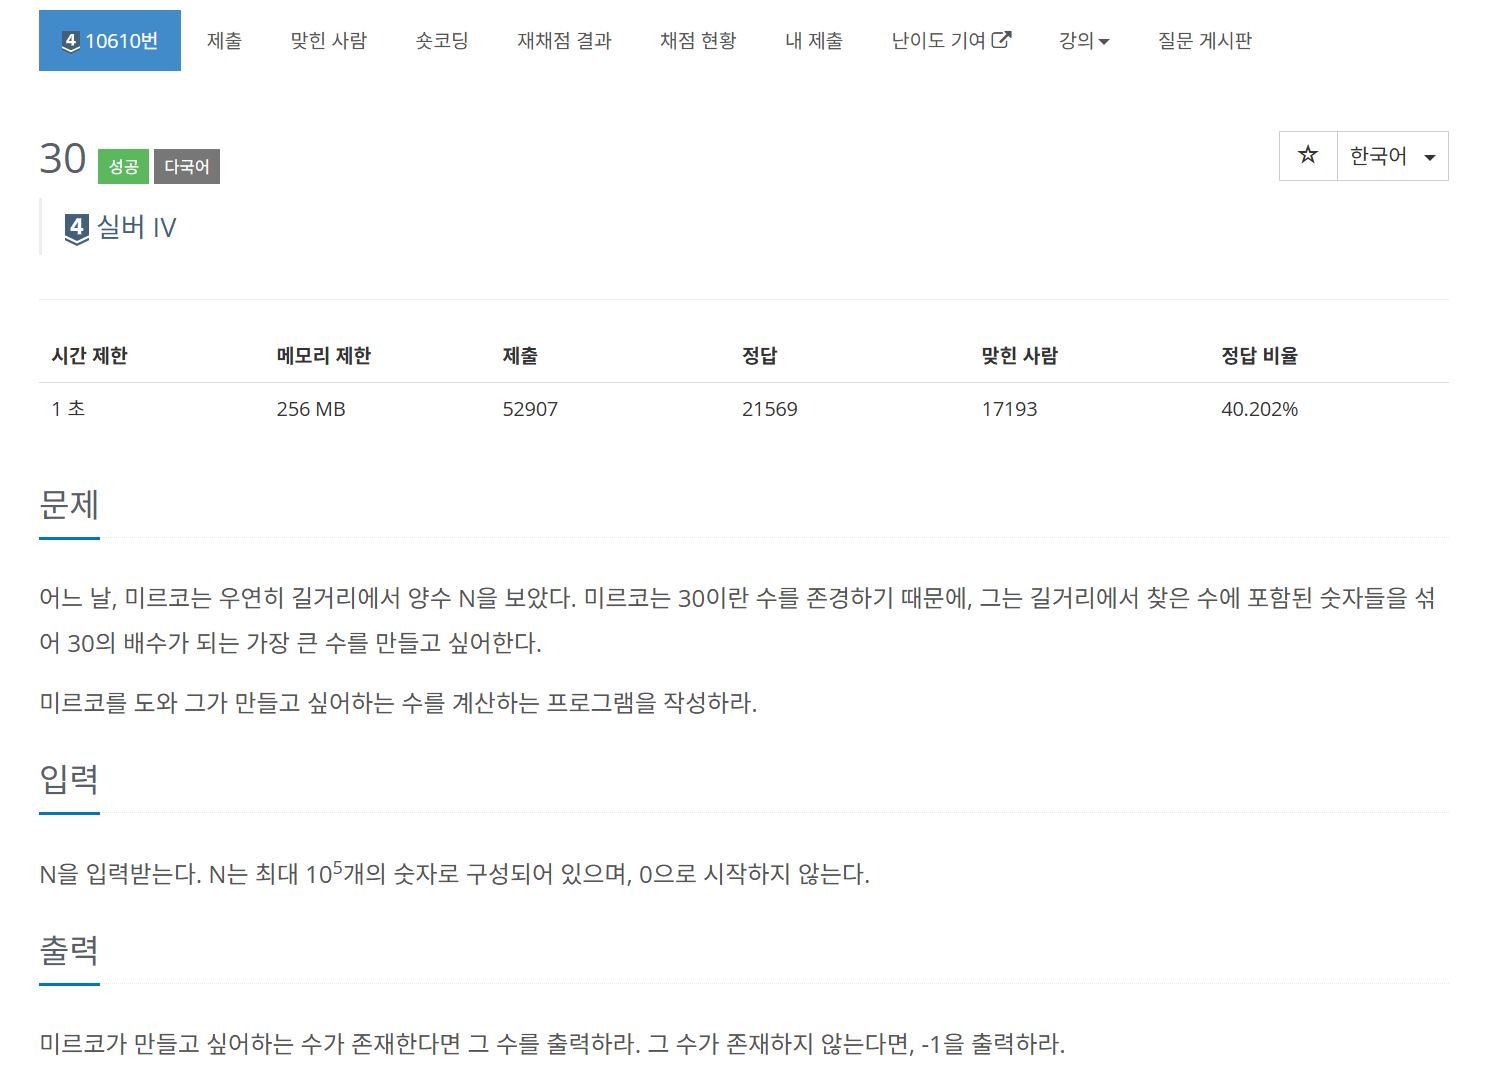 4 10610번 제출 맞힌 사람 숏코딩 재채점 결과 채점 현황 내 제출 난이도 기여 강의 질문 게시판
30 성공 다국어 한국어
4 실버 IV
시간 제한 메모리 제한 제출 정답 맞힌 사람 정답 비율
1 초 256 MB 52907 21569 17193 40.202%
문제
어느 날, 미르코는 우연히 길거리에서 양수 N을 보았다. 미르코는 30이란 수를 존경하기 때문에, 그는 길거리에서 찾은 수에 포함된 숫자들을 섞
어 30의 배수가 되는 가장 큰 수를 만들고 싶어한다.
미르코를 도와 그가 만들고 싶어하는 수를 계산하는 프로그램을 작성하라.
입력
N을 입력받는다. N는 최대 10⁵개의 숫자로 구성되어 있으며, 0으로 시작하지 않는다.
출력
미르코가 만들고 싶어하는 수가 존재한다면 그 수를 출력하라. 그 수가 존재하지 않는다면, -1을 출력하라.